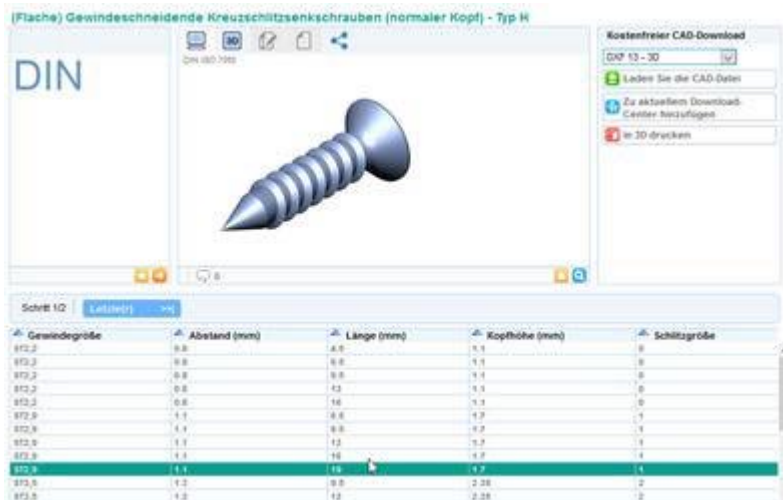 (Flache) Gewindeschneidende Kreuzschlitzsenkschrauben (normaler Kopf) - Typ H
DIN
3D
DIN ISO 7050
Kostenfreier CAD-Download
DXF 13 - 3D
Laden Sie die CAD-Datei
Zu aktuellem Download-
Center hinzufügen
in 3D drucken
0
Schritt 1/2
Letzte(r) >>|
Gewindegröße Abstand (mm) Länge (mm) Kopfhöhe (mm) Schlitzgröße
ST2,2 0.8 4.5 1.1 0
ST2,2 0.8 6.5 1.1 0
ST2,2 0.8 9.5 1.1 0
ST2,2 0.8 13 1.1 0
ST2,2 0.8 16 1.1 0
ST2,9 1.1 6.5 1.7 1
ST2,9 1.1 9.5 1.7 1
ST2,9 1.1 13 1.7 1
ST2,9 1.1 16 1.7 1
ST2,9 1.1 19 1.7 1
ST3,5 1.3 9.5 2.35 2
ST3,5 1.3 13 2.35 2